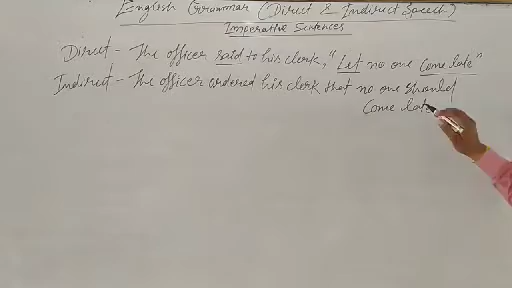 English Grammar (Direct & Indirect Speech)
Imperative Sentences
Direct - The officer said to his clerk, "Let no one come late"
Indirect - The officer ordered his clerk that no one should
come late